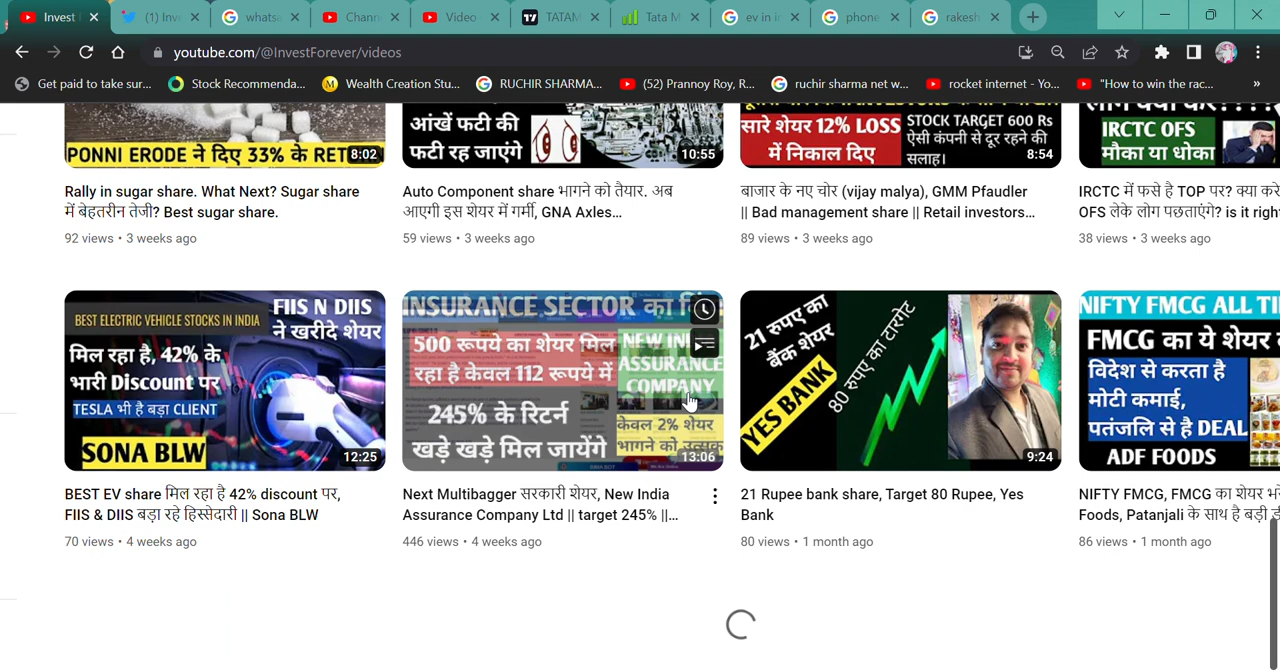 Invest
(1) Inv
whats
Chann
Video
TATAM
Tata M
ev in i
phone
rakesh
youtube.com/@InvestForever/videos
Get paid to take sur...
Stock Recommenda...
Wealth Creation Stu...
RUCHIR SHARMA...
(52) Prannoy Roy, R...
ruchir sharma net w...
rocket internet - Yo...
"How to win the rac...
»
PONNI ERODE ने दिए 33% के RET
8:02
आंखें फटी की
फटी रह जाएंगे
10:55
सारे शेयर 12% LOSS
में निकाल दिए
STOCK TARGET 600 Rs
ऐसी कंपनी से दूर रहने की
सलाह।
8:54
IRCTC OFS
मौका या धोका
Rally in sugar share. What Next? Sugar share
में बेहतरीन तेजी? Best sugar share.
92 views • 3 weeks ago
Auto Component share भागने को तैयार. अब
आएगी इस शेयर में गर्मी, GNA Axles...
59 views • 3 weeks ago
बाजार के नए चोर (vijay malya), GMM Pfaudler
|| Bad management share || Retail investors...
89 views • 3 weeks ago
IRCTC में फसे है TOP पर? क्या करे
OFS लेके लोग पछताएंगे? is it righ
38 views • 3 weeks ago
BEST ELECTRIC VEHICLE STOCKS IN INDIA
FIIS N DIIS
ने खरीदे शेयर
मिल रहा है, 42% के
भारी Discount पर
TESLA भी है बड़ा CLIENT
SONA BLW
12:25
INSURANCE SECTOR का
500 रूपये का शेयर मिल
रहा है केवल 112 रूपये में
NEW IN
ASSURANCE
COMPANY
245% के रिटर्न
खड़े खड़े मिल जायेंगे
केवल 2% शेयर
भागने को
13:06
21 रुपए का
बैंक शेयर
YES BANK
80 रुपए का टारगेट
9:24
NIFTY FMCG ALL TI
FMCG का ये शेयर
विदेश से करता है
मोटी कमाई,
पतंजलि से है DEAL
ADF FOODS
BEST EV share मिल रहा है 42% discount पर,
FIIS & DIIS बड़ा रहे हिस्सेदारी || Sona BLW
70 views • 4 weeks ago
Next Multibagger सरकारी शेयर, New India
Assurance Company Ltd || target 245% ||...
446 views • 4 weeks ago
21 Rupee bank share, Target 80 Rupee, Yes
Bank
80 views • 1 month ago
NIFTY FMCG, FMCG का शेयर भ
Foods, Patanjali के साथ है बड़ी
86 views • 1 month ago